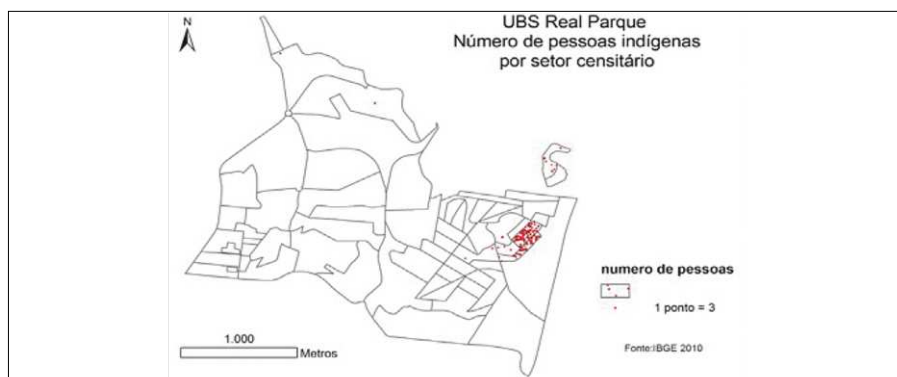 N
UBS Real Parque
Número de pessoas indígenas
por setor censitário
numero de pessoas
1 ponto = 3
1.000
Metros
Fonte:IBGE 2010